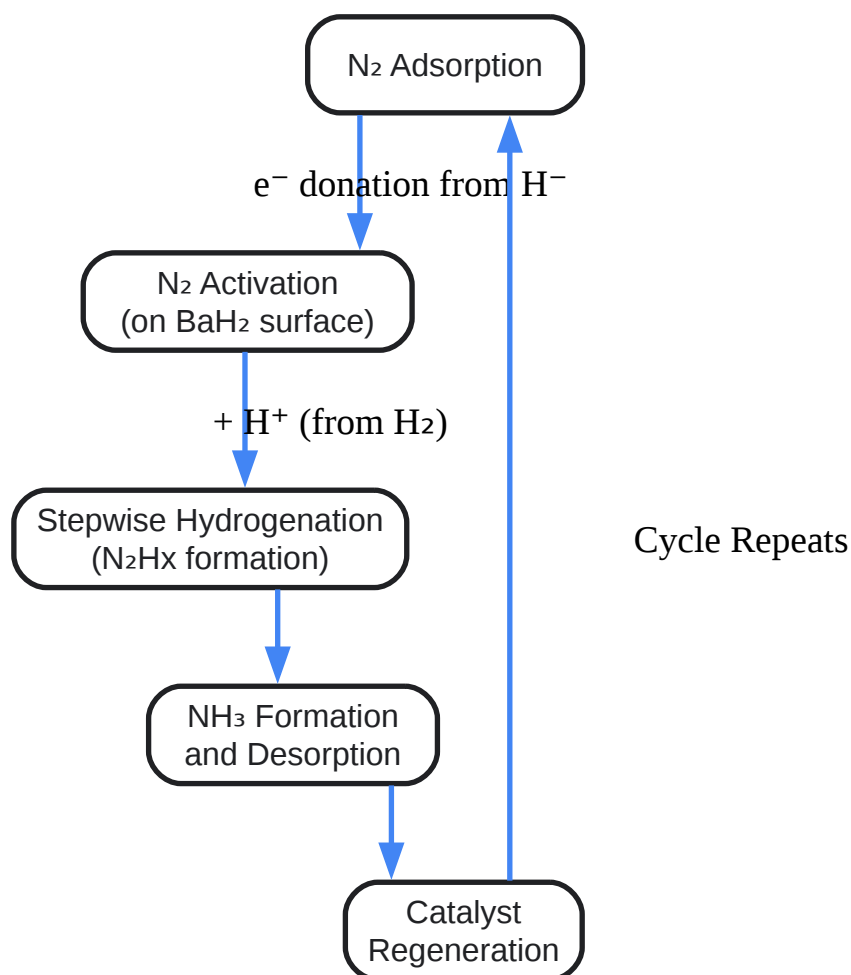 N₂ Adsorption
e⁻ donation from H⁻
N₂ Activation
(on BaH₂ surface)
+ H⁺ (from H₂)
Stepwise Hydrogenation
(N₂Hx formation)
Cycle Repeats
NH₃ Formation
and Desorption
Catalyst
Regeneration